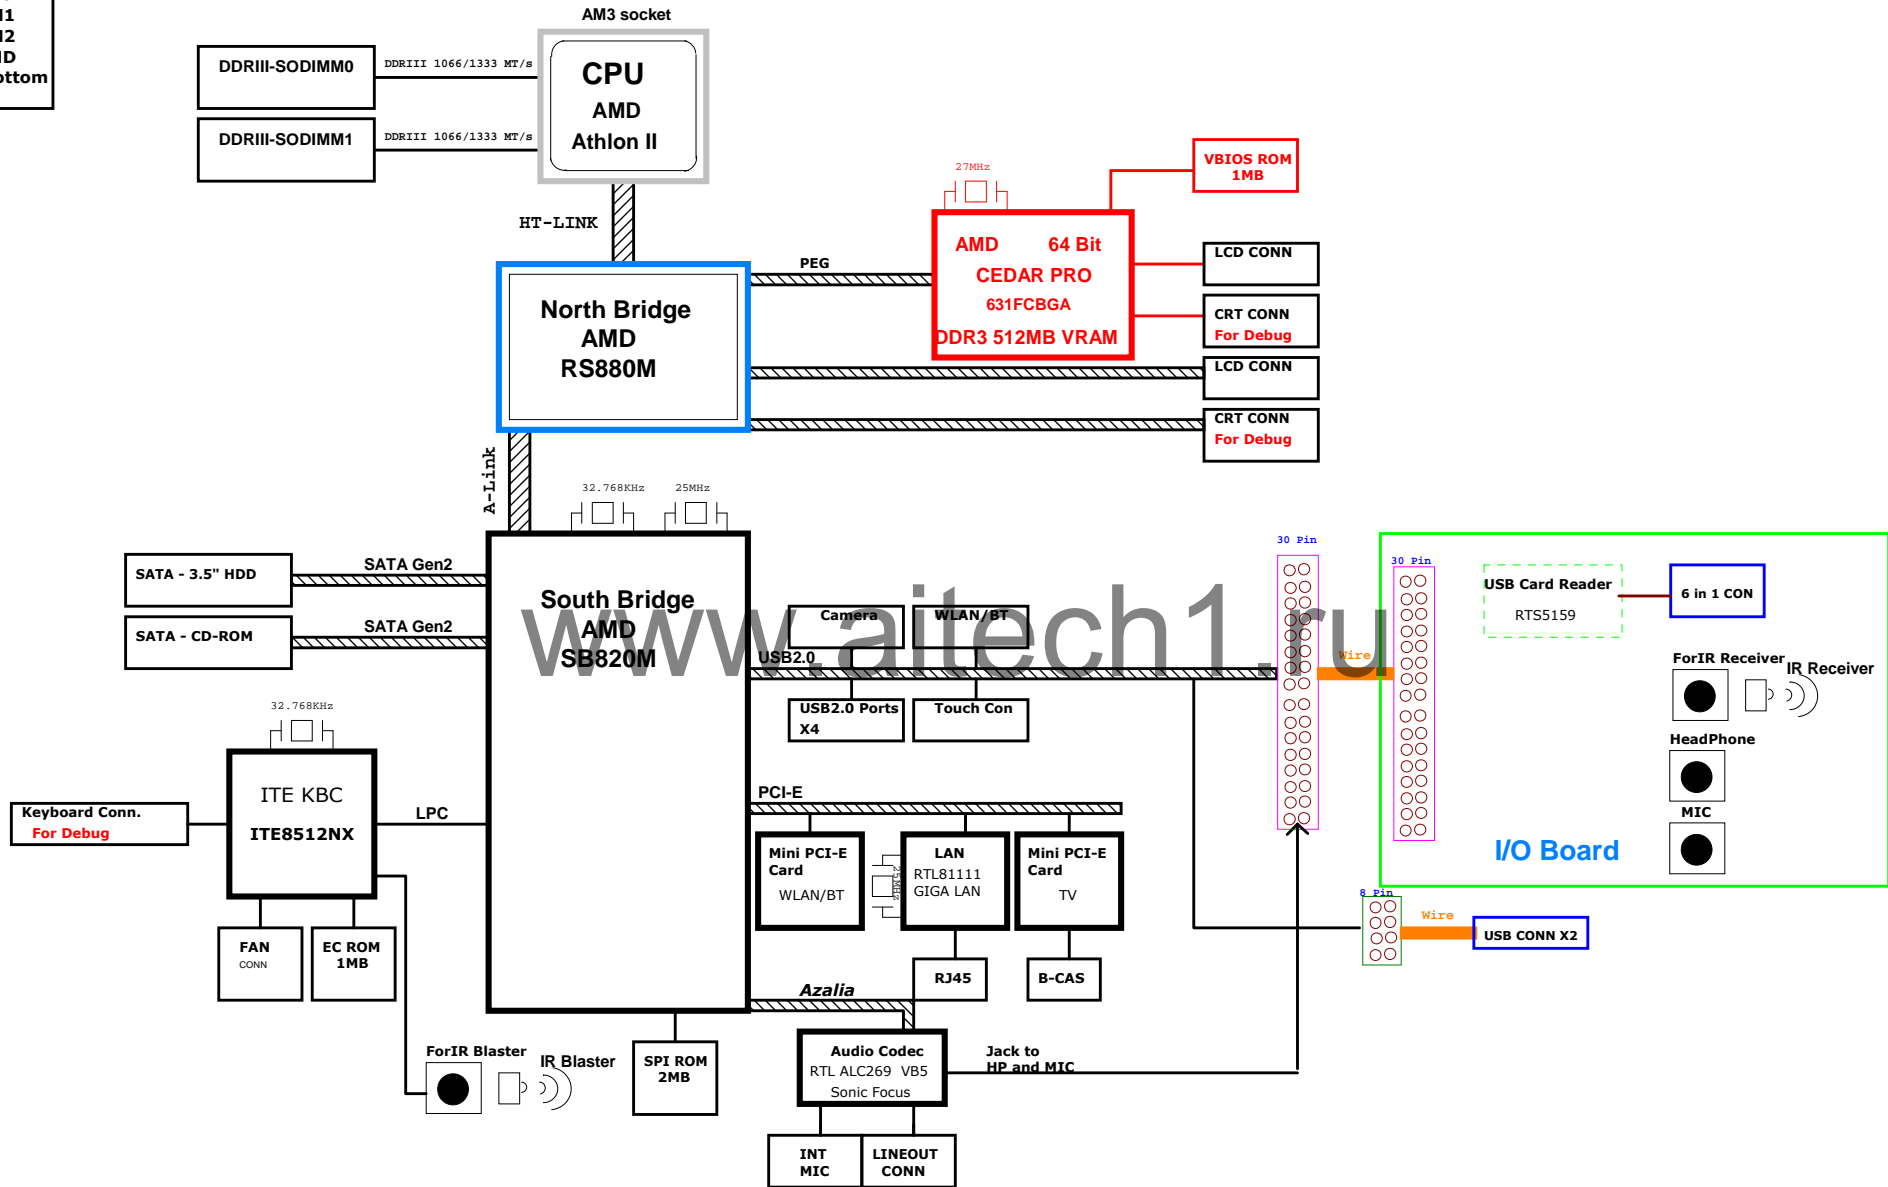 ottom
AM3 socket
DDRIII-SODIMM0
DDRIII 1066/1333 MT/s
CPU
AMD
Athlon II
DDRIII-SODIMM1
DDRIII 1066/1333 MT/s
HT-LINK
27MHz
VBIOS ROM
1MB
AMD 64 Bit
CEDAR PRO
631FCBGA
DDR3 512MB VRAM
PEG
LCD CONN
CRT CONN
For Debug
North Bridge
AMD
RS880M
LCD CONN
CRT CONN
For Debug
A-Link
32.768KHz
25MHz
SATA - 3.5" HDD
SATA Gen2
SATA - CD-ROM
SATA Gen2
South Bridge
AMD
SB820M
www.aitech1.ru
Camera
WLAN/BT
USB2.0
USB2.0 Ports
X4
Touch Con
30 Pin
Wire
30 Pin
USB Card Reader
RTS5159
6 in 1 CON
ForIR Receiver
IR Receiver
HeadPhone
MIC
I/O Board
32.768KHz
ITE KBC
ITE8512NX
LPC
Keyboard Conn.
For Debug
FAN
CONN
EC ROM
1MB
PCI-E
Mini PCI-E
Card
WLAN/BT
25MHz
LAN
RTL81111
GIGA LAN
Mini PCI-E
Card
TV
RJ45
B-CAS
8 Pin
Wire
USB CONN X2
Azalia
ForIR Blaster
IR Blaster
SPI ROM
2MB
Audio Codec
RTL ALC269 VB5
Sonic Focus
Jack to
HP and MIC
INT
MIC
LINEOUT
CONN